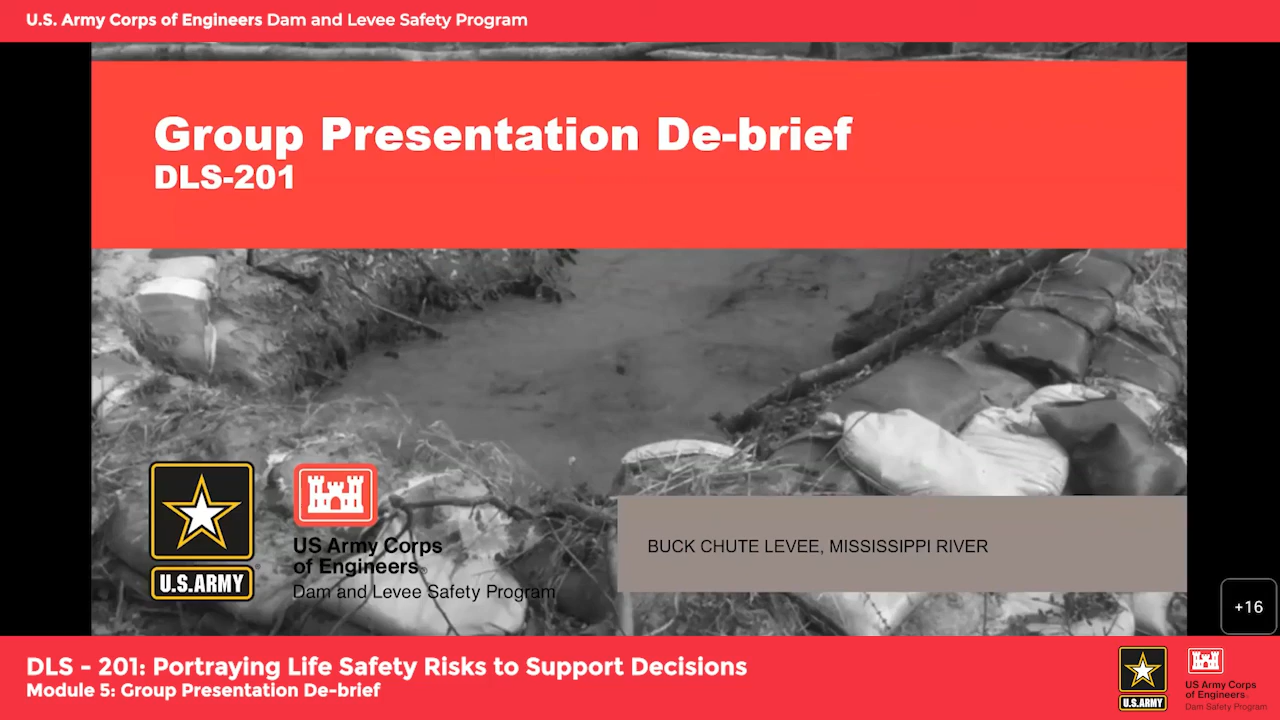 U.S. Army Corps of Engineers Dam and Levee Safety Program
Group Presentation De-brief
DLS-201
U.S.ARMY
US Army Corps
of Engineers®
Dam and Levee Safety Program
BUCK CHUTE LEVEE, MISSISSIPPI RIVER
+16
DLS - 201: Portraying Life Safety Risks to Support Decisions
Module 5: Group Presentation De-brief
U.S.ARMY
US Army Corps
of Engineers.
Dam Safety Program